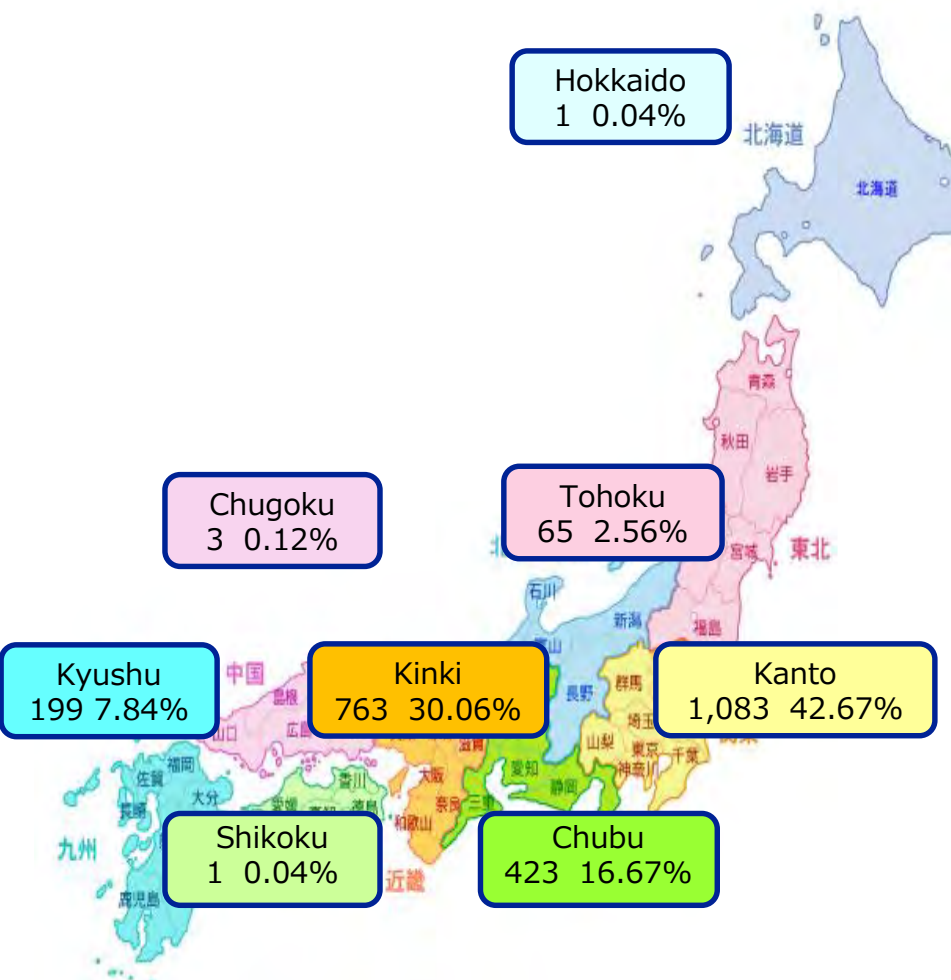 Hokkaido
1 0.04%
北海道
北海道
青森
秋田
岩手
Chugoku
3 0.12%
Tohoku
65 2.56%
宮城
東北
石川
新潟
福島
Kyushu
199 7.84%
中国
Kinki
763 30.06%
Kanto
1,083 42.67%
島根
群馬
長野
山口
広島
埼玉
山梨
東京
千葉
神奈川
福岡
佐賀
大分
長崎
香川
大阪
奈良
三重
愛知
静岡
和歌山
九州
Shikoku
1 0.04%
近畿
Chubu
423 16.67%
鹿児島